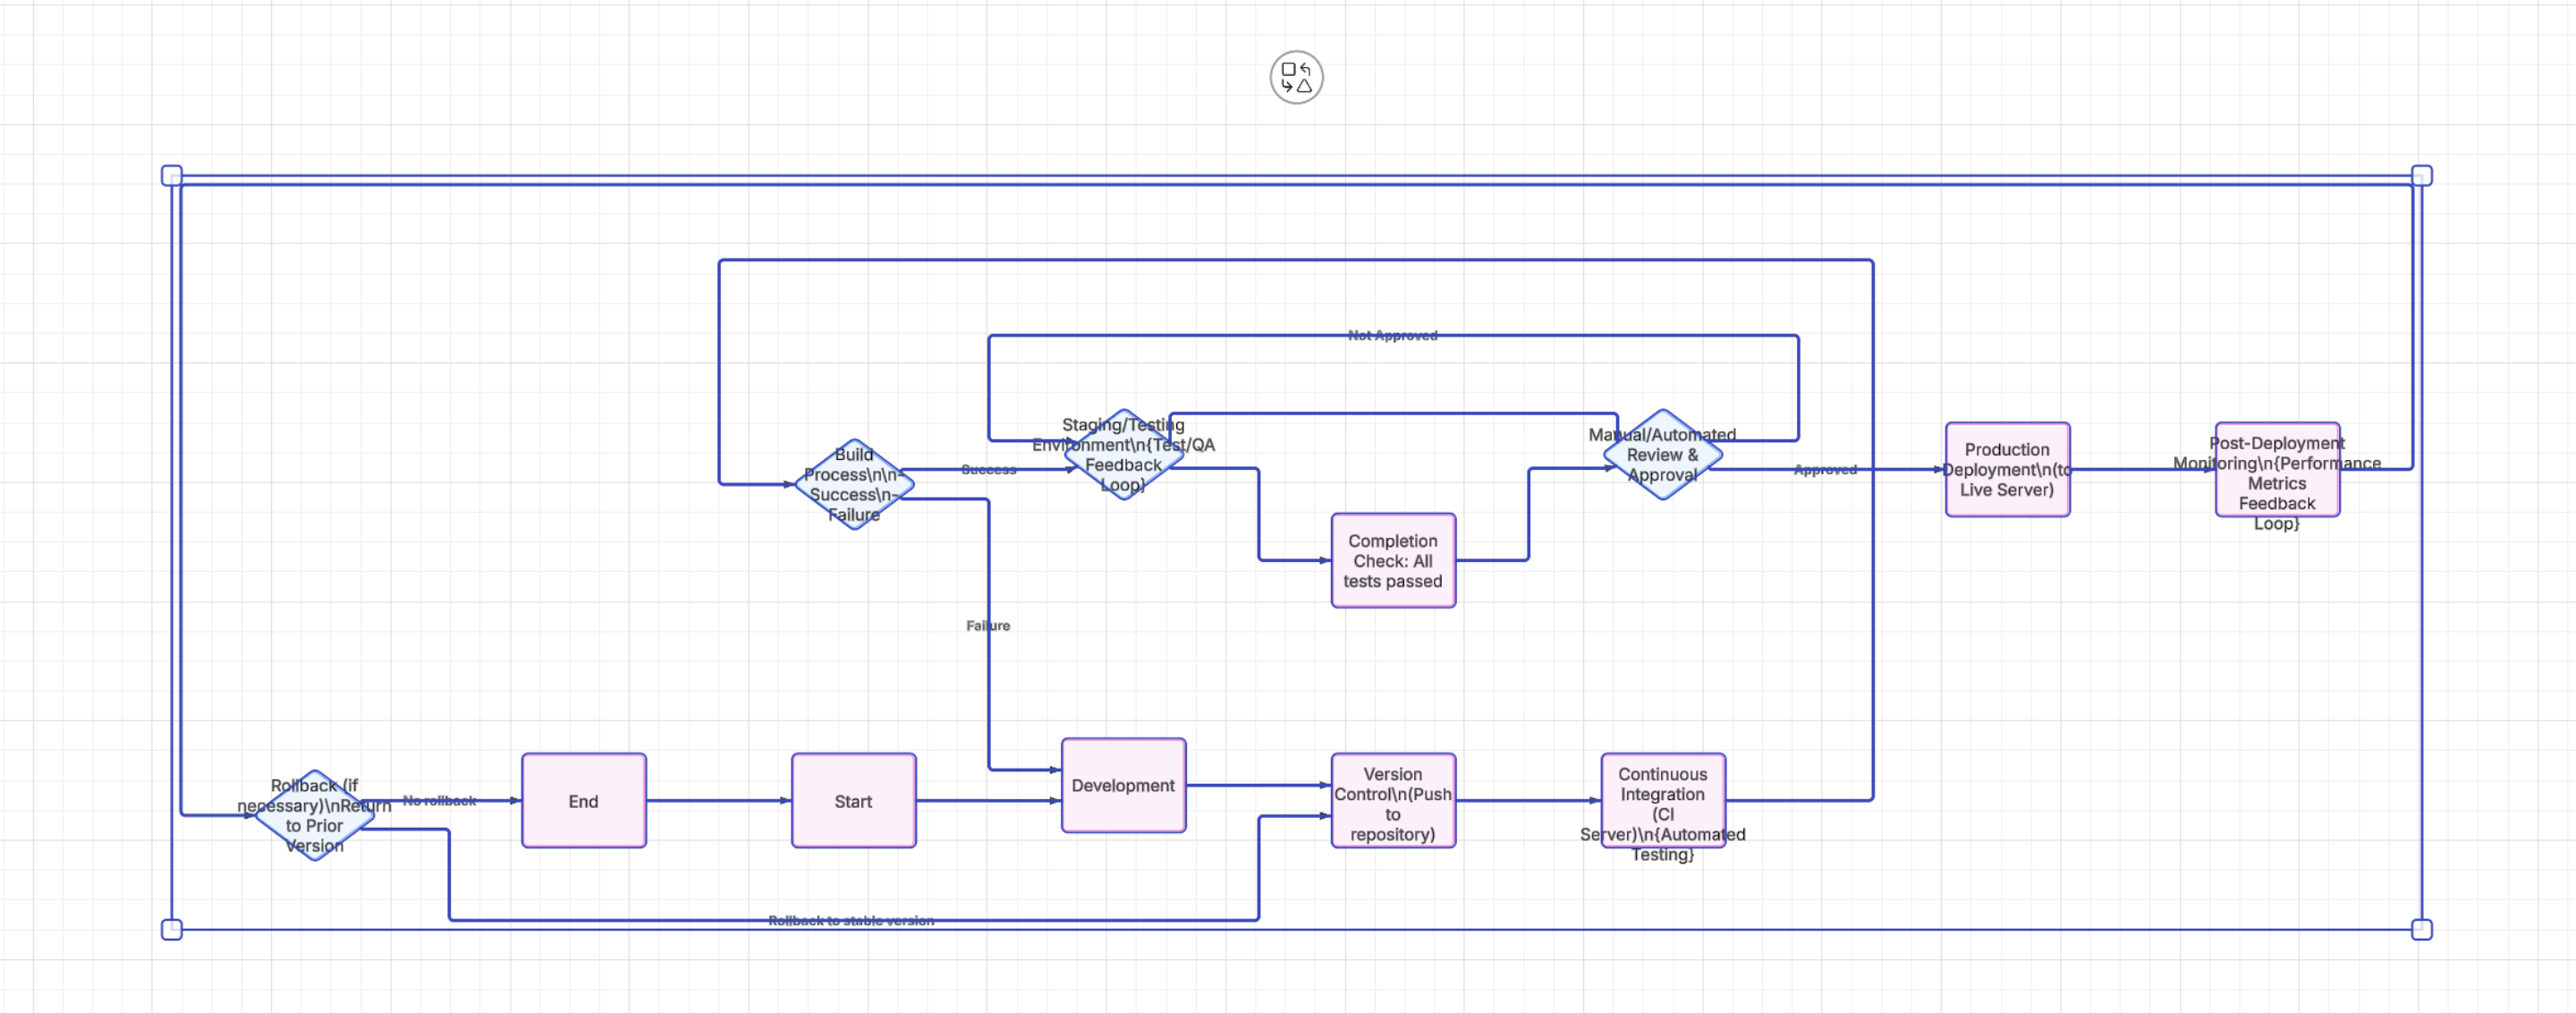 Not Approved
Staging/Testing
Environment\n{Test/QA
Feedback
Loop}
Manual/Automated
Review &
Approval
Build
Process\n\n-
Success\n-
Failure
Success
Approved
Production
Deployment\n(to
Live Server)
Post-Deployment
Monitoring\n{Performance
Metrics
Feedback
Loop}
Completion
Check: All
tests passed
Failure
Rollback (if
necessary)\nReturn
to Prior
Version
No rollback
End
Start
Development
Version
Control\n(Push
to
repository)
Continuous
Integration
(CI
Server)\n{Automated
Testing}
Rollback to stable version